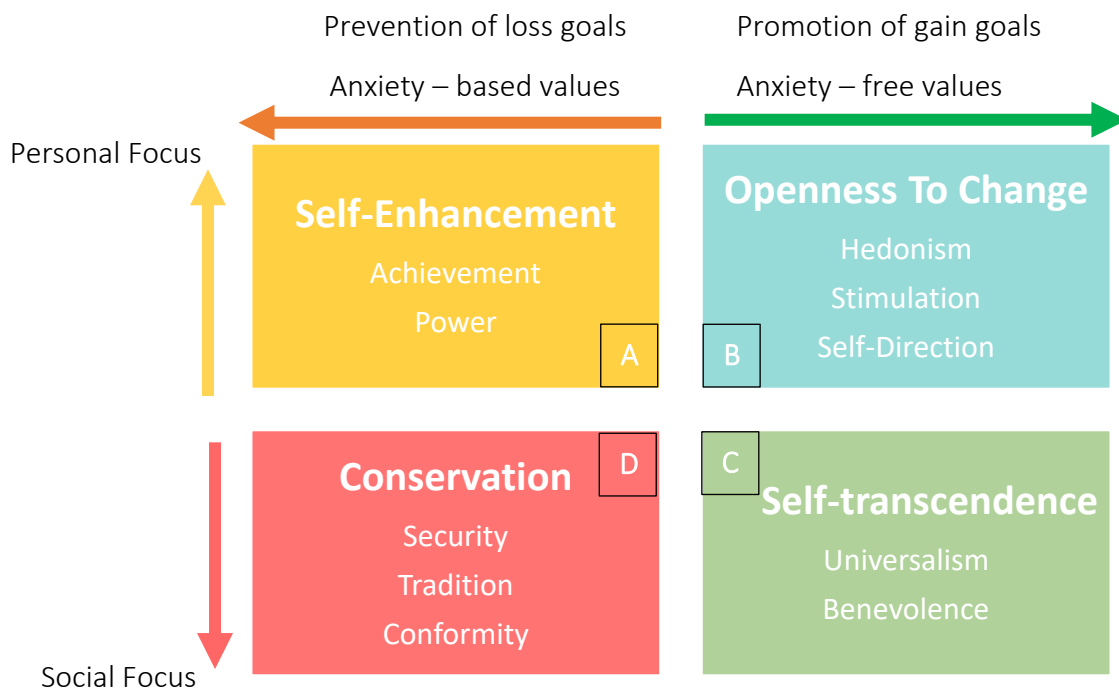 Prevention of loss goals
Promotion of gain goals
Anxiety – based values
Anxiety – free values
Personal Focus
Self-Enhancement
Achievement
Power
A
Openness To Change
Hedonism
Stimulation
Self-Direction
B
Conservation
Security
Tradition
Conformity
D
C
Self-transcendence
Universalism
Benevolence
Social Focus